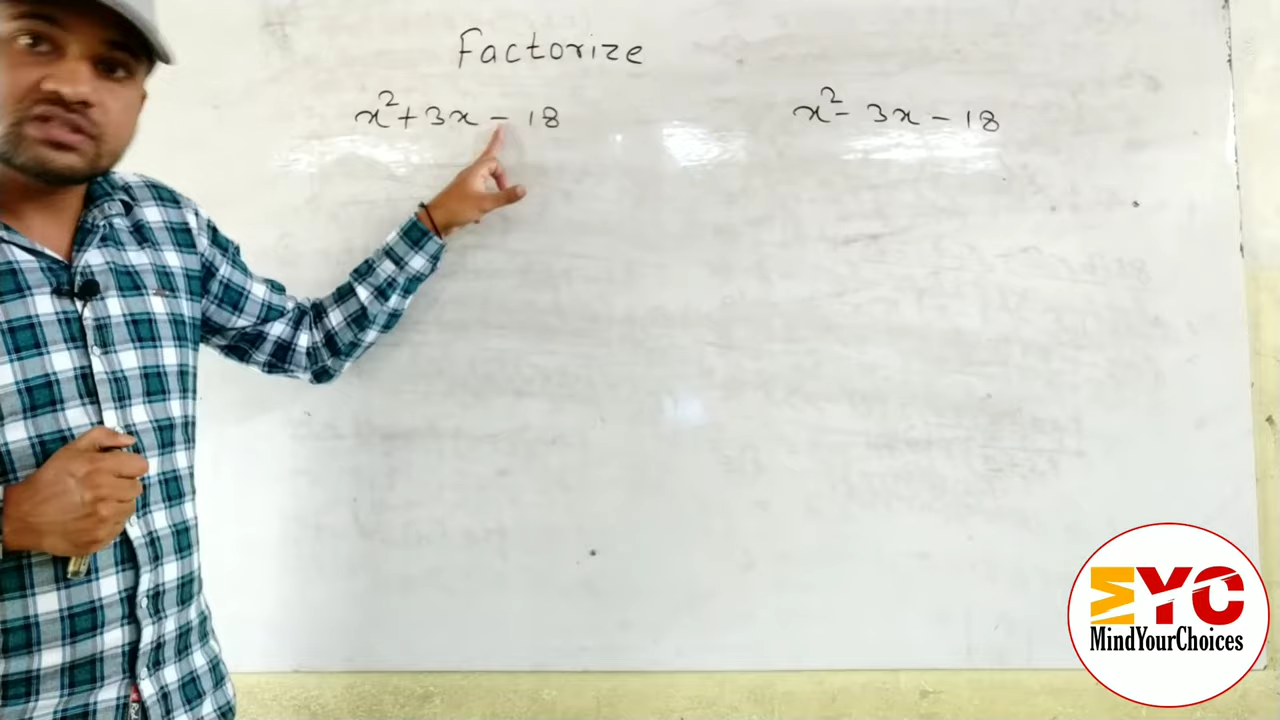 Factorize
x² + 3x - 18
x² - 3x - 18
MYC
MindYourChoices